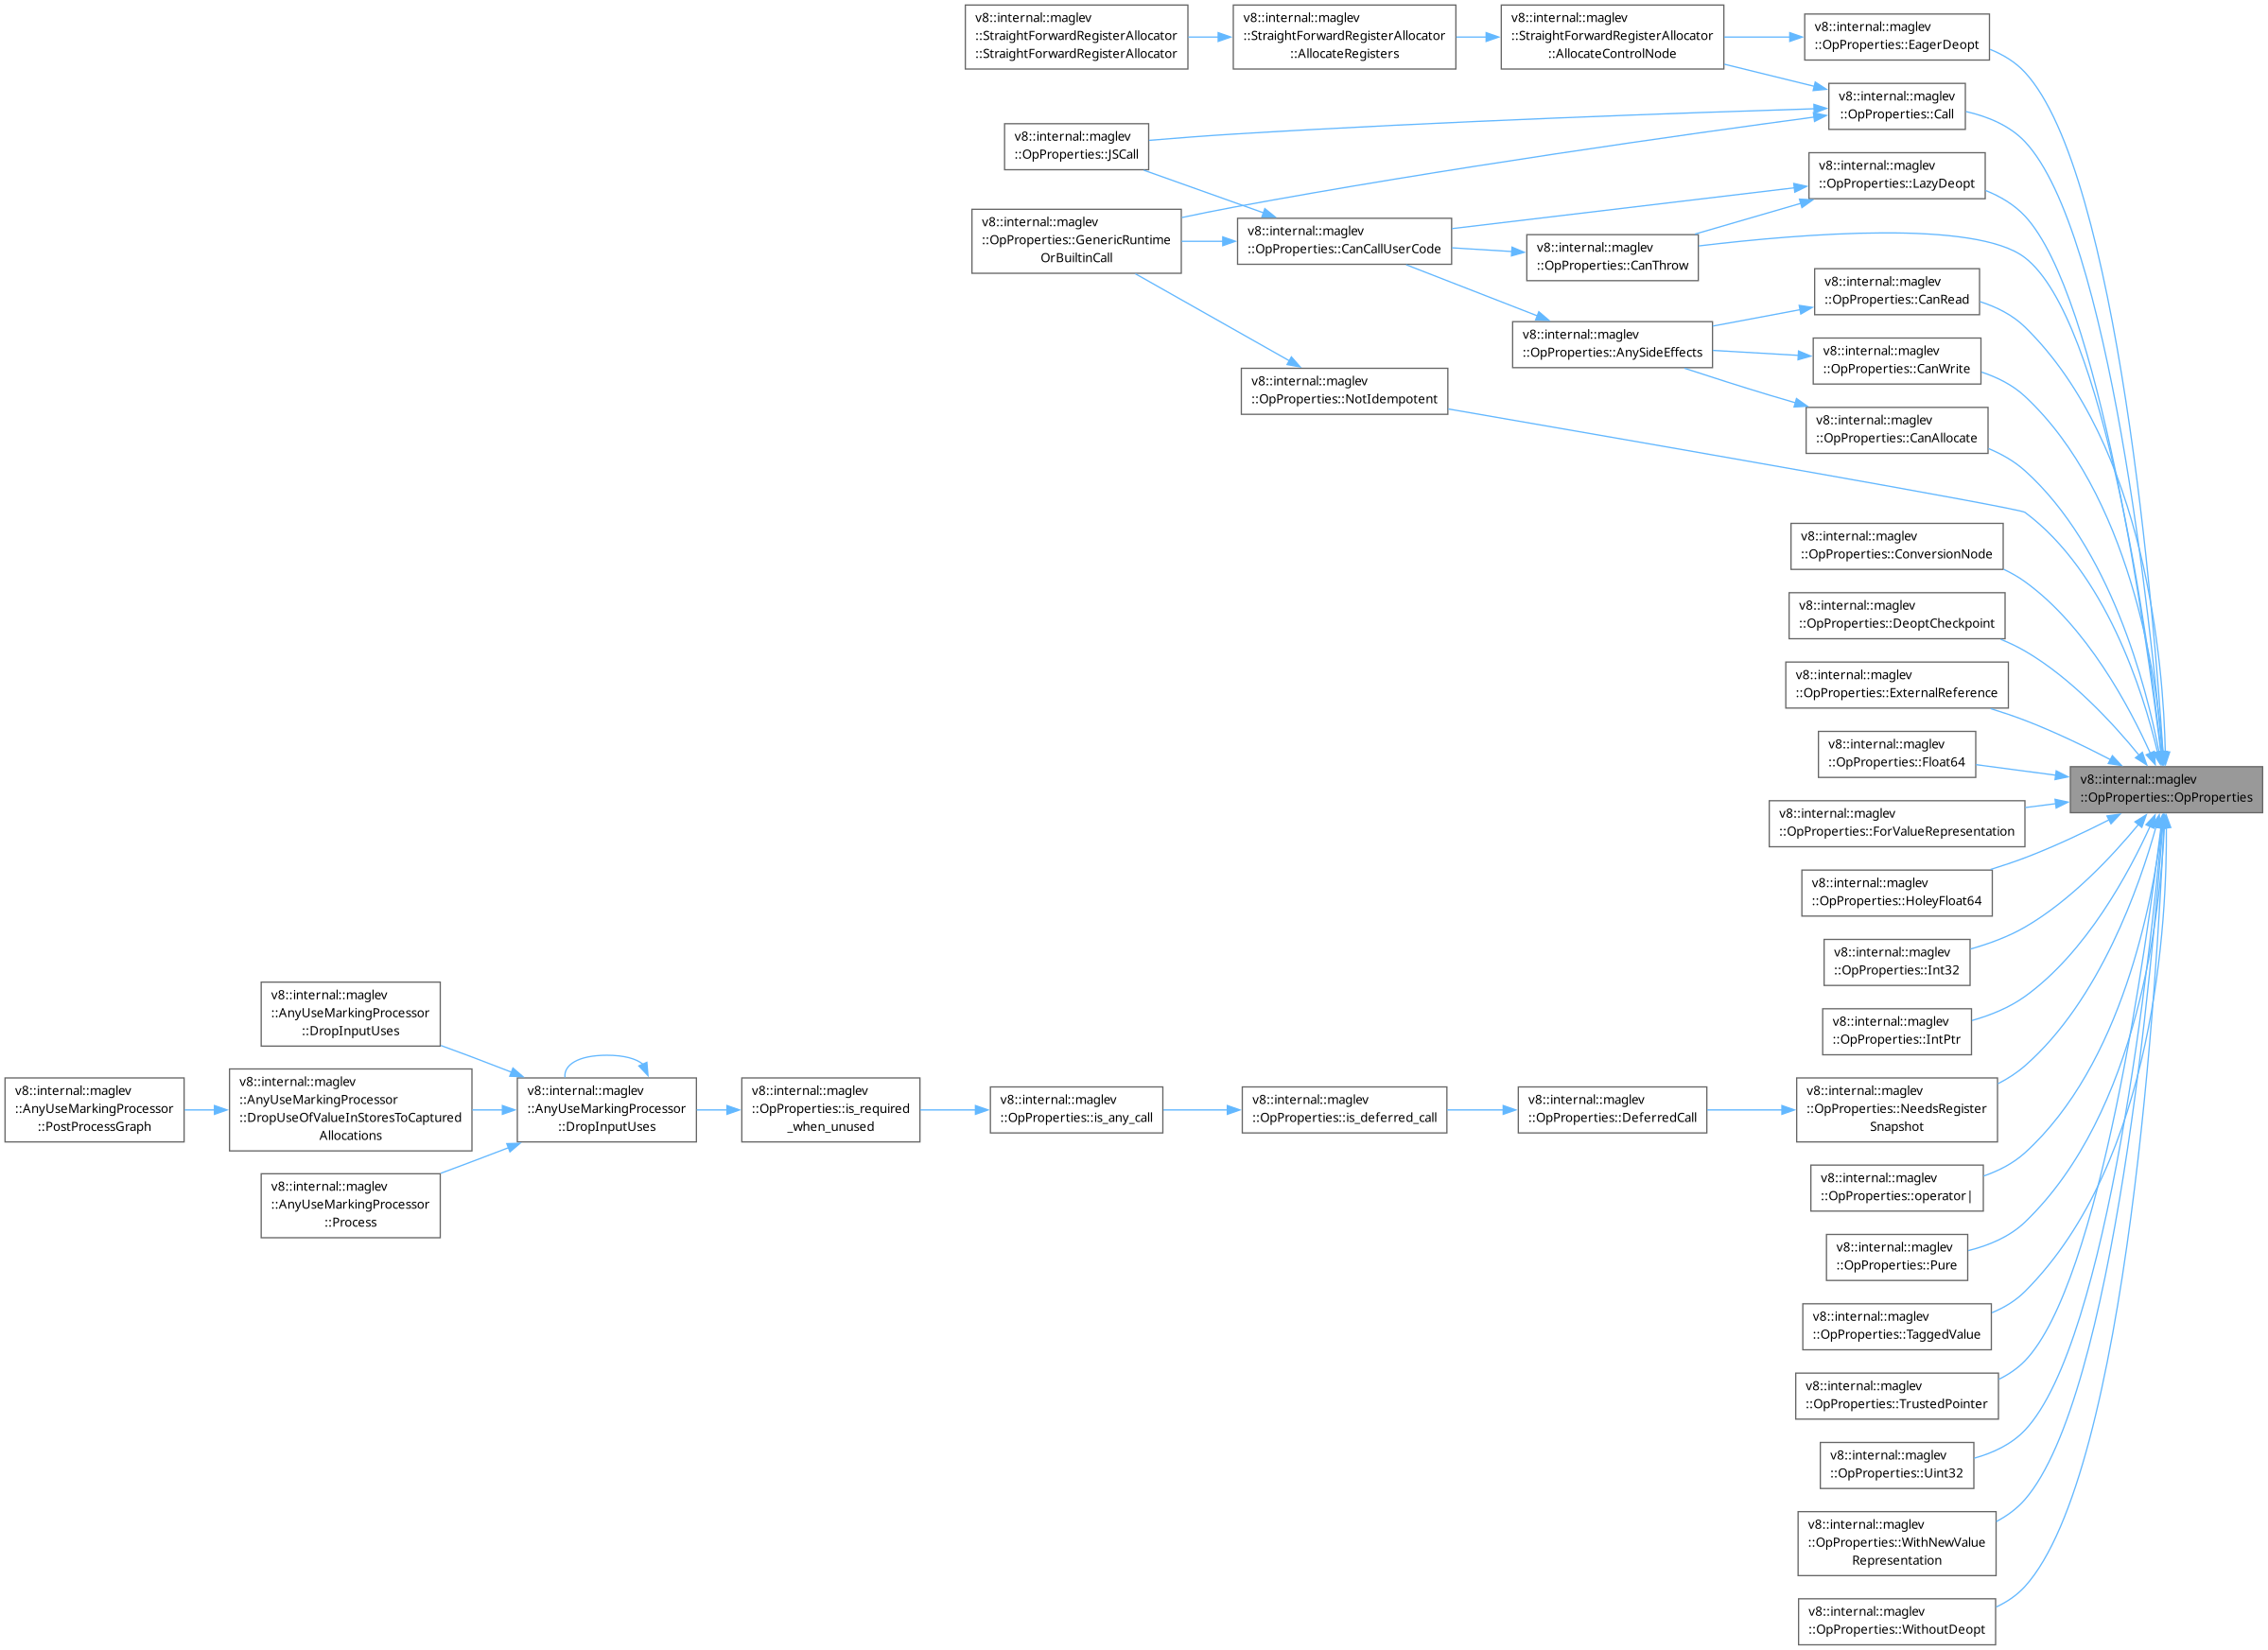 v8::internal::maglev
::StraightForwardRegisterAllocator
::StraightForwardRegisterAllocator
v8::internal::maglev
::StraightForwardRegisterAllocator
::AllocateRegisters
v8::internal::maglev
::StraightForwardRegisterAllocator
::AllocateControlNode
v8::internal::maglev
::OpProperties::EagerDeopt
v8::internal::maglev
::OpProperties::Call
v8::internal::maglev
::OpProperties::JSCall
v8::internal::maglev
::OpProperties::LazyDeopt
v8::internal::maglev
::OpProperties::GenericRuntime
OrBuiltinCall
v8::internal::maglev
::OpProperties::CanCallUserCode
v8::internal::maglev
::OpProperties::CanThrow
v8::internal::maglev
::OpProperties::CanRead
v8::internal::maglev
::OpProperties::AnySideEffects
v8::internal::maglev
::OpProperties::CanWrite
v8::internal::maglev
::OpProperties::NotIdempotent
v8::internal::maglev
::OpProperties::CanAllocate
v8::internal::maglev
::OpProperties::ConversionNode
v8::internal::maglev
::OpProperties::DeoptCheckpoint
v8::internal::maglev
::OpProperties::ExternalReference
v8::internal::maglev
::OpProperties::Float64
v8::internal::maglev
::OpProperties::OpProperties
v8::internal::maglev
::OpProperties::ForValueRepresentation
v8::internal::maglev
::OpProperties::HoleyFloat64
v8::internal::maglev
::OpProperties::Int32
v8::internal::maglev
::OpProperties::IntPtr
v8::internal::maglev
::AnyUseMarkingProcessor
::DropInputUses
v8::internal::maglev
::AnyUseMarkingProcessor
::PostProcessGraph
v8::internal::maglev
::AnyUseMarkingProcessor
::DropUseOfValueInStoresToCaptured
Allocations
v8::internal::maglev
::AnyUseMarkingProcessor
::DropInputUses
v8::internal::maglev
::OpProperties::is_required
_when_unused
v8::internal::maglev
::OpProperties::is_any_call
v8::internal::maglev
::OpProperties::is_deferred_call
v8::internal::maglev
::OpProperties::DeferredCall
v8::internal::maglev
::OpProperties::NeedsRegister
Snapshot
v8::internal::maglev
::AnyUseMarkingProcessor
::Process
v8::internal::maglev
::OpProperties::operator|
v8::internal::maglev
::OpProperties::Pure
v8::internal::maglev
::OpProperties::TaggedValue
v8::internal::maglev
::OpProperties::TrustedPointer
v8::internal::maglev
::OpProperties::Uint32
v8::internal::maglev
::OpProperties::WithNewValue
Representation
v8::internal::maglev
::OpProperties::WithoutDeopt